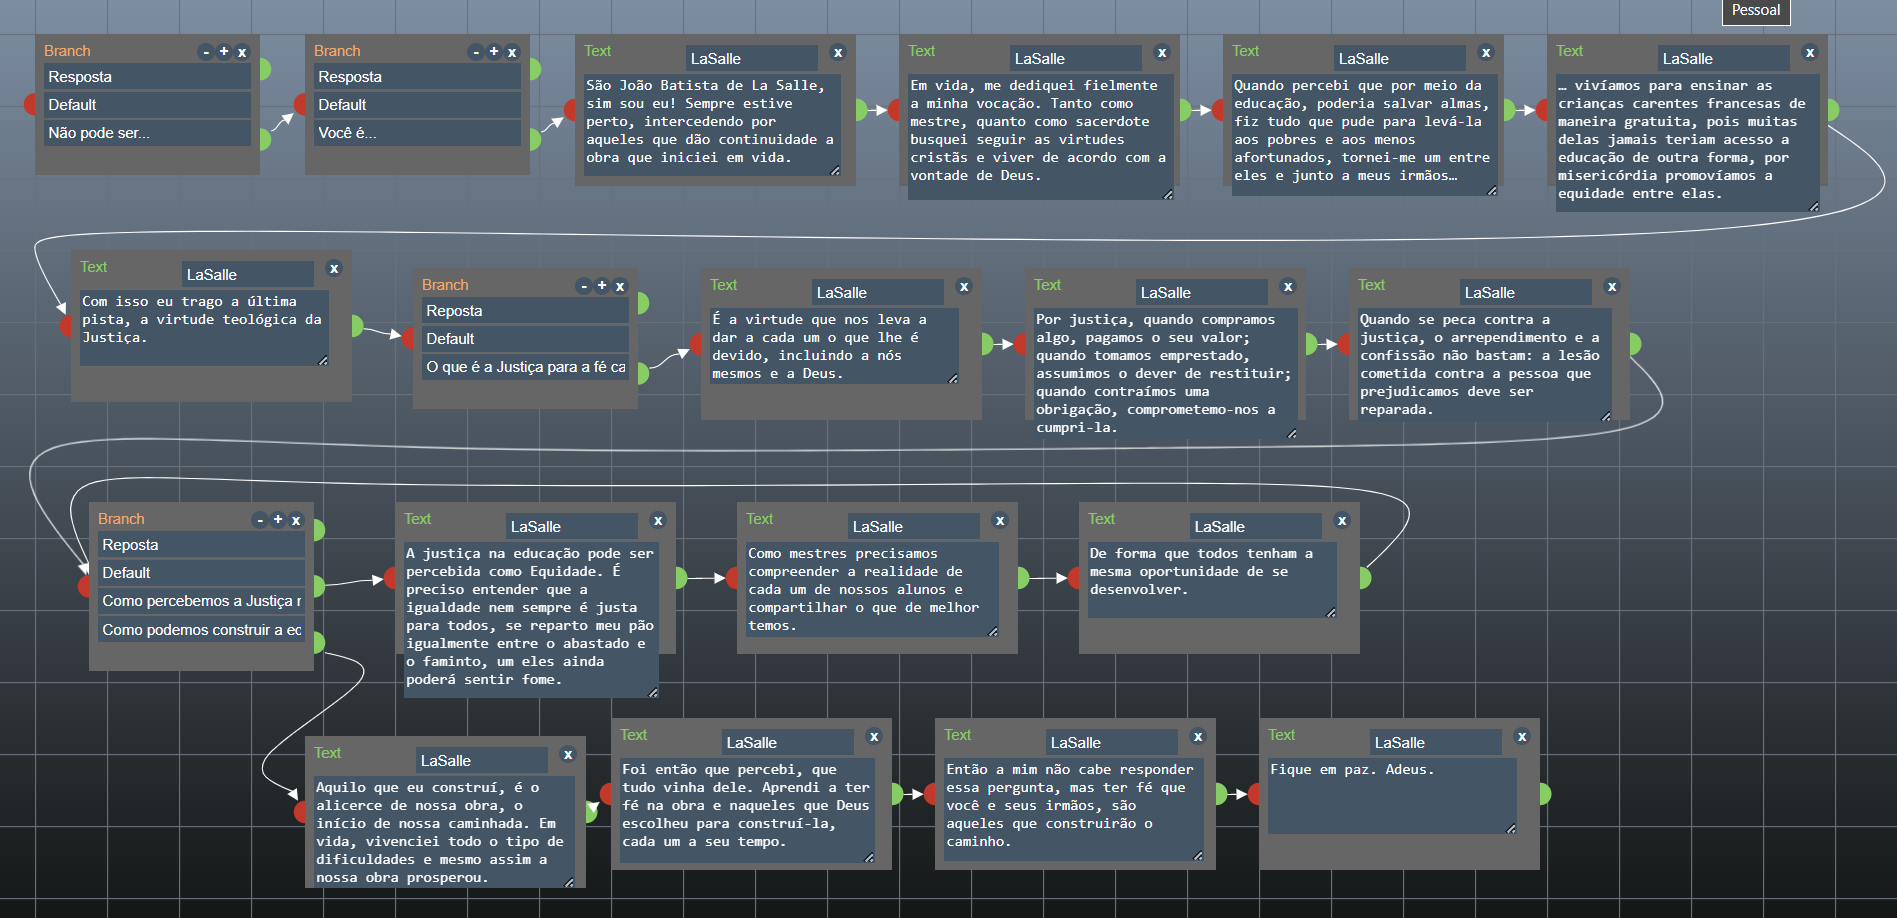 Pessoal
Branch
- + x
Resposta
Default
Não pode ser...
Branch
- + x
Resposta
Default
Você é...
Text
LaSalle
x
São João Batista de La Salle,
sim sou eu! Sempre estive
perto, intercedendo por
aqueles que dão continuidade a
obra que iniciei em vida.
Text
LaSalle
x
Em vida, me dediquei fielmente
a minha vocação. Tanto como
mestre, quanto como sacerdote
busquei seguir as virtudes
cristãs e viver de acordo com a
vontade de Deus.
Text
LaSalle
x
Quando percebi que por meio da
educação, poderia salvar almas,
fiz tudo que pude para levá-la
aos pobres e aos menos
afortunados, tornei-me um entre
eles e junto a meus irmãos…
Text
LaSalle
x
… vivíamos para ensinar as
crianças carentes francesas de
maneira gratuita, pois muitas
delas jamais teriam acesso a
educação de outra forma, por
misericórdia promovíamos a
equidade entre elas.
Text
LaSalle
x
Com isso eu trago a última
pista, a virtude teológica da
Justiça.
Branch
- + x
Reposta
Default
O que é a Justiça para a fé ca
Text
LaSalle
x
É a virtude que nos leva a
dar a cada um o que lhe é
devido, incluindo a nós
mesmos e a Deus.
Text
LaSalle
x
Por justiça, quando compramos
algo, pagamos o seu valor;
quando tomamos emprestado,
assumimos o dever de restituir;
quando contraímos uma
obrigação, comprometemo-nos a
cumpri-la.
Text
LaSalle
x
Quando se peca contra a
justiça, o arrependimento e a
confissão não bastam: a lesão
cometida contra a pessoa que
prejudicamos deve ser
reparada.
Branch
- + x
Reposta
Default
Como percebemos a Justiça r
Como podemos construir a ed
Text
LaSalle
x
A justiça na educação pode ser
percebida como Equidade. É
preciso entender que a
igualdade nem sempre é justa
para todos, se reparto meu pão
igualmente entre o abastado e
o faminto, um eles ainda
poderá sentir fome.
Text
LaSalle
x
Como mestres precisamos
compreender a realidade de
cada um de nossos alunos e
compartilhar o que de melhor
temos.
Text
LaSalle
x
De forma que todos tenham a
mesma oportunidade de se
desenvolver.
Text
LaSalle
x
Aquilo que eu construí, é o
alicerce de nossa obra, o
início de nossa caminhada. Em
vida, vivenciei todo o tipo de
dificuldades e mesmo assim a
nossa obra prosperou.
Text
LaSalle
x
Foi então que percebi, que
tudo vinha dele. Aprendi a ter
fé na obra e naqueles que Deus
escolheu para construí-la,
cada um a seu tempo.
Text
LaSalle
x
Então a mim não cabe responder
essa pergunta, mas ter fé que
você e seus irmãos, são
aqueles que construirão o
caminho.
Text
LaSalle
x
Fique em paz. Adeus.